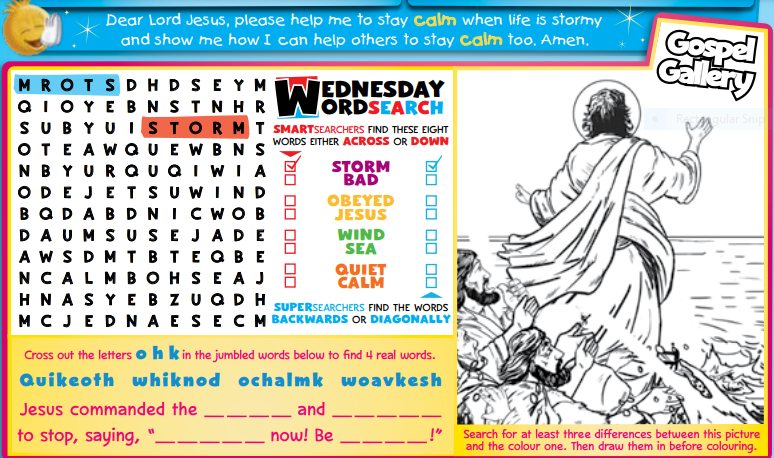 Dear Lord Jesus, please help me to stay calm when life is stormy
and show me how I can help others to stay calm too. Amen.
Gospel
Gallery
Rectangular Snip
M R O T S D H D S E Y M
Q I O Y E B N S T N H R
S U B Y U I S T O R M T
O T E A W Q U E W B N S
N B Y U R Q U Q I W I A
O D E J E T S U W I N D
B Q D A B D N I C W O B
D A U M S U S E J A D E
A W S D M T B T E Q B E
N C A L M B O H S E A J
H N A S Y E B Z U Q D H
M C J E D N A E S E C M
WEDNESDAY
WORDSEARCH
SMARTSEARCHERS FIND THESE EIGHT
WORDS EITHER ACROSS OR DOWN
STORM
BAD
OBEYED
JESUS
WIND
SEA
QUIET
CALM
SUPERSEARCHERS FIND THE WORDS
BACKWARDS OR DIAGONALLY
Cross out the letters o h k in the jumbled words below to find 4 real words.
Quikeoth whiknod ochalmk woavkesh
Jesus commanded the _______ and _______
to stop, saying, "_______ now! Be _______!"
Search for at least three differences between this picture
and the colour one. Then draw them in before colouring.